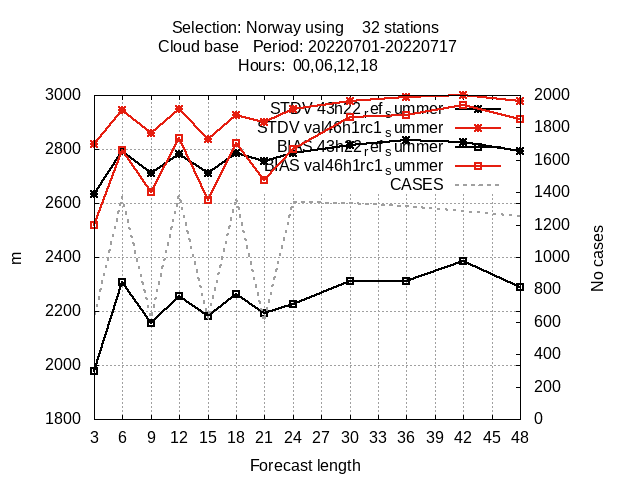 Selection: Norway using    32 stations
Cloud base   Period: 20220701-20220717
Hours:  00,06,12,18
3000
2800
2600
2400
2200
2000
1800
2000
1800
1600
1400
1200
1000
800
600
400
200
0
m
No cases
STDV 43h22_ref_summer
STDV val46h1rc1_summer
BIAS 43h22_ref_summer
BIAS val46h1rc1_summer
CASES
3 6 9 12 15 18 21 24 27 30 33 36 39 42 45 48
Forecast length